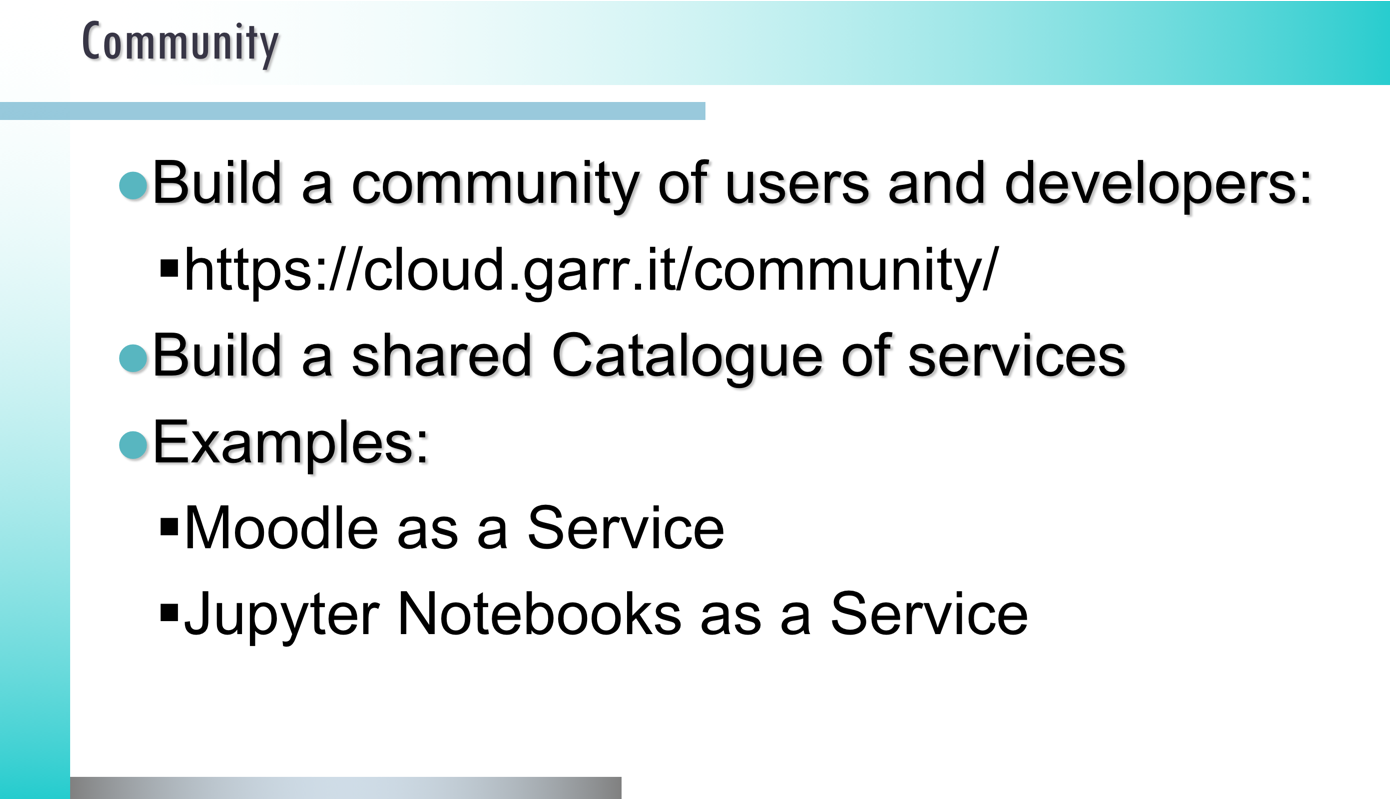 Community
●Build a community of users and developers:
▪https://cloud.garr.it/community/
●Build a shared Catalogue of services
●Examples:
▪Moodle as a Service
▪Jupyter Notebooks as a Service